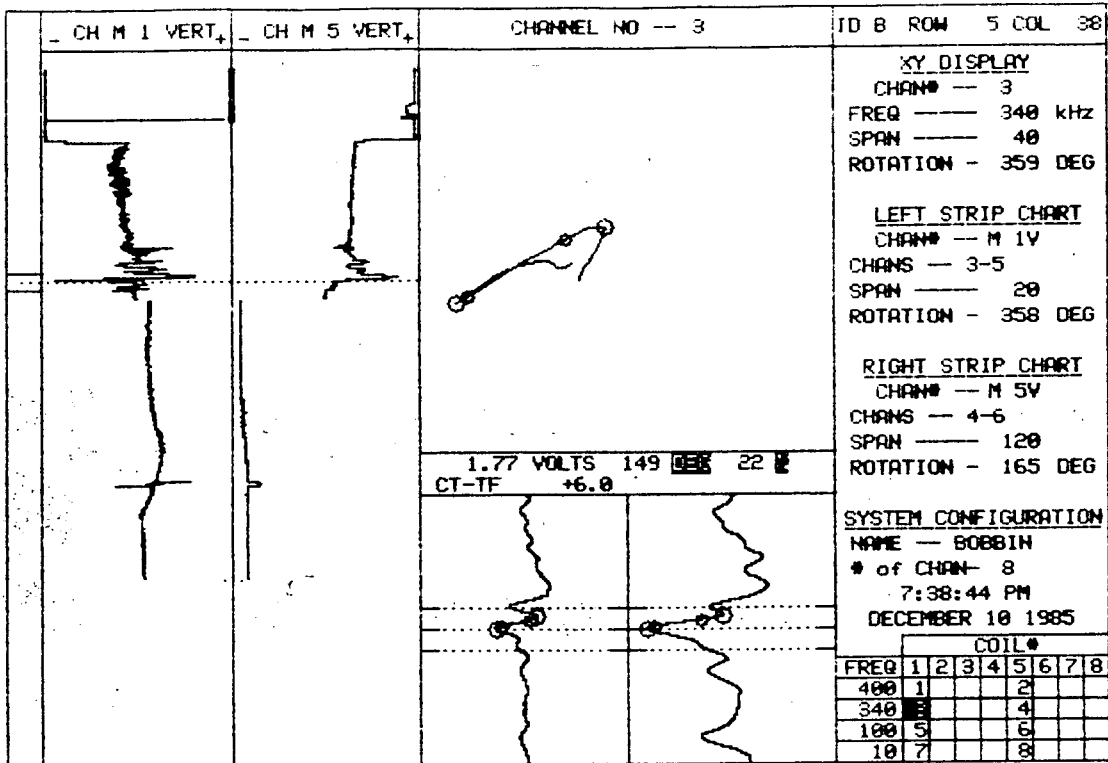 - CH M 1 VERT+
- CH M 5 VERT+
CHANNEL NO -- 3
ID B ROW 5 COL 38
XY DISPLAY
CHAN# -- 3
FREQ ----- 340 kHz
SPAN ----- 40
ROTATION - 359 DEG
LEFT STRIP CHART
CHAN# -- M 1V
CHANS -- 3-5
SPAN ----- 20
ROTATION - 358 DEG
RIGHT STRIP CHART
CHAN# -- M 5V
CHANS -- 4-6
SPAN ----- 120
ROTATION - 165 DEG
1.77 VOLTS 149 DEG 22 %
CT-TF +6.0
SYSTEM CONFIGURATION
NAME -- BOBBIN
# of CHAN- 8
7:38:44 PM
DECEMBER 10 1985
COIL#
FREQ 1 2 3 4 5 6 7 8
400 1 2
340 3 4
100 5 6
10 7 8